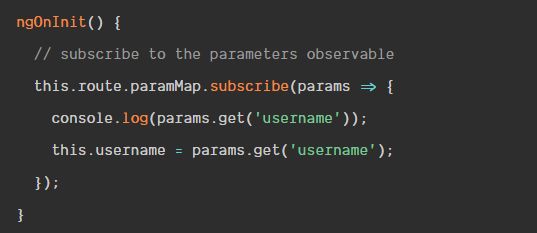 ngOnInit() {
// subscribe to the parameters observable
this.route.paramMap.subscribe(params => {
console.log(params.get('username'));
this.username = params.get('username');
});
}